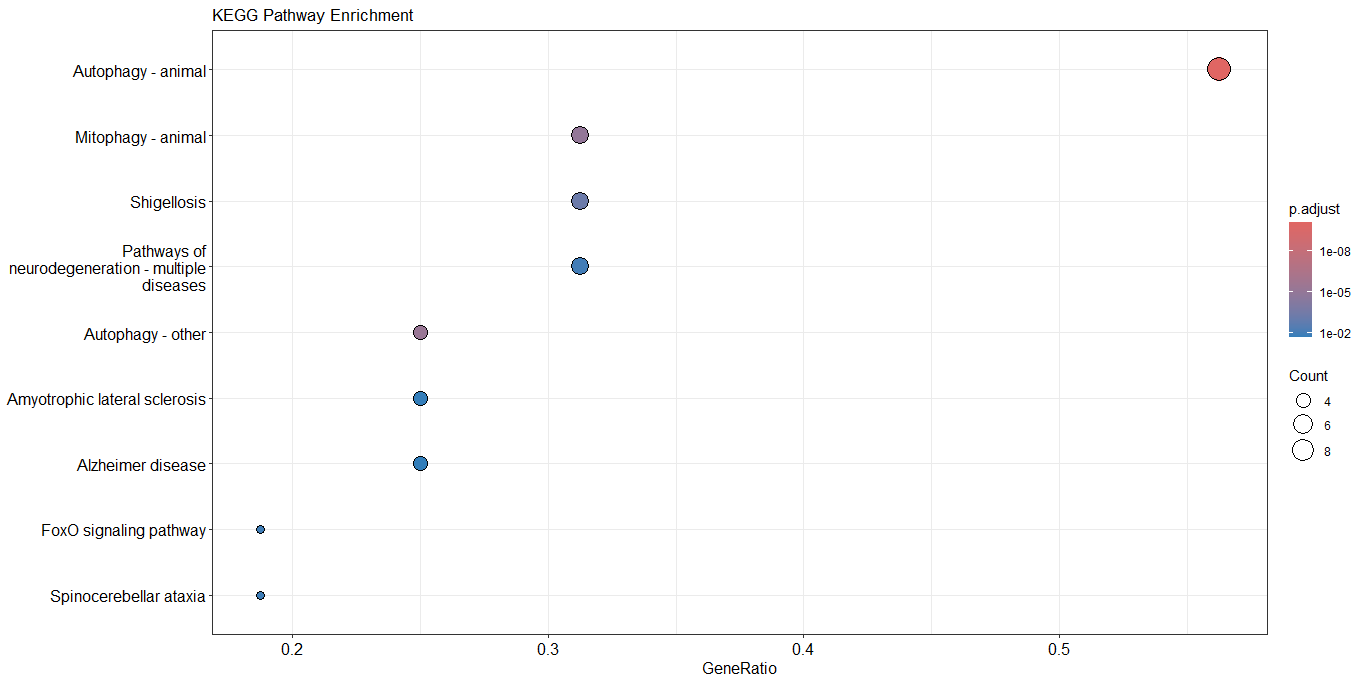 KEGG Pathway Enrichment
Autophagy - animal
Mitophagy - animal
Shigellosis
Pathways of
neurodegeneration - multiple
diseases
Autophagy - other
Amyotrophic lateral sclerosis
Alzheimer disease
FoxO signaling pathway
Spinocerebellar ataxia
0.2
0.3
0.4
0.5
GeneRatio
p.adjust
1e-08
1e-05
1e-02
Count
4
6
8